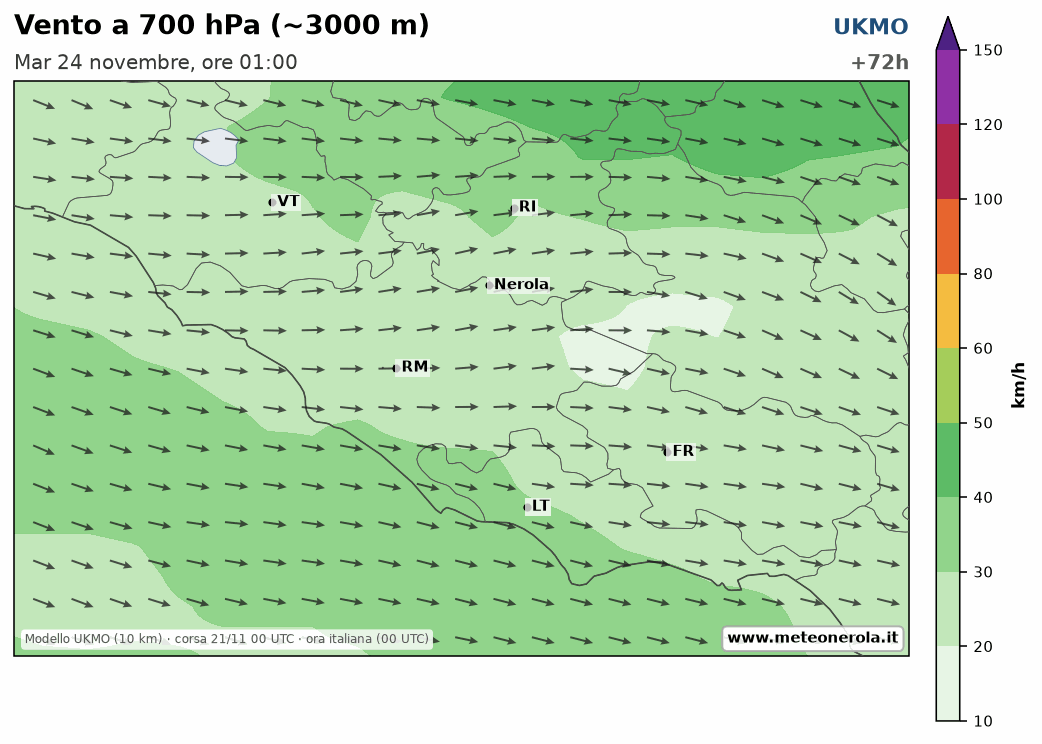 Vento a 700 hPa (~3000 m)
UKMO
Mar 24 novembre, ore 01:00
+72h
150
120
100
80
60
50
40
30
20
10
km/h
VT
RI
Nerola
RM
FR
LT
Modello UKMO (10 km) · corsa 21/11 00 UTC · ora italiana (00 UTC)
www.meteonerola.it